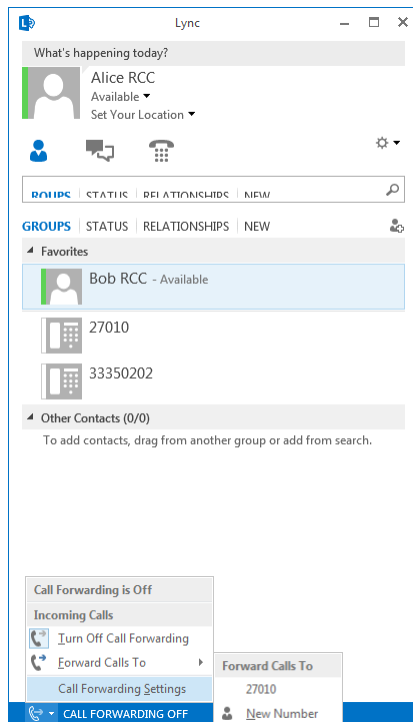 Lync
What's happening today?
Alice RCC
Available
Set Your Location
ROUPS STATUS RELATIONSHIPS NEW
GROUPS STATUS RELATIONSHIPS NEW
Favorites
Bob RCC - Available
27010
33350202
Other Contacts (0/0)
To add contacts, drag from another group or add from search.
Call Forwarding is Off
Incoming Calls
Turn Off Call Forwarding
Forward Calls To
Call Forwarding Settings
Forward Calls To
27010
New Number
CALL FORWARDING OFF